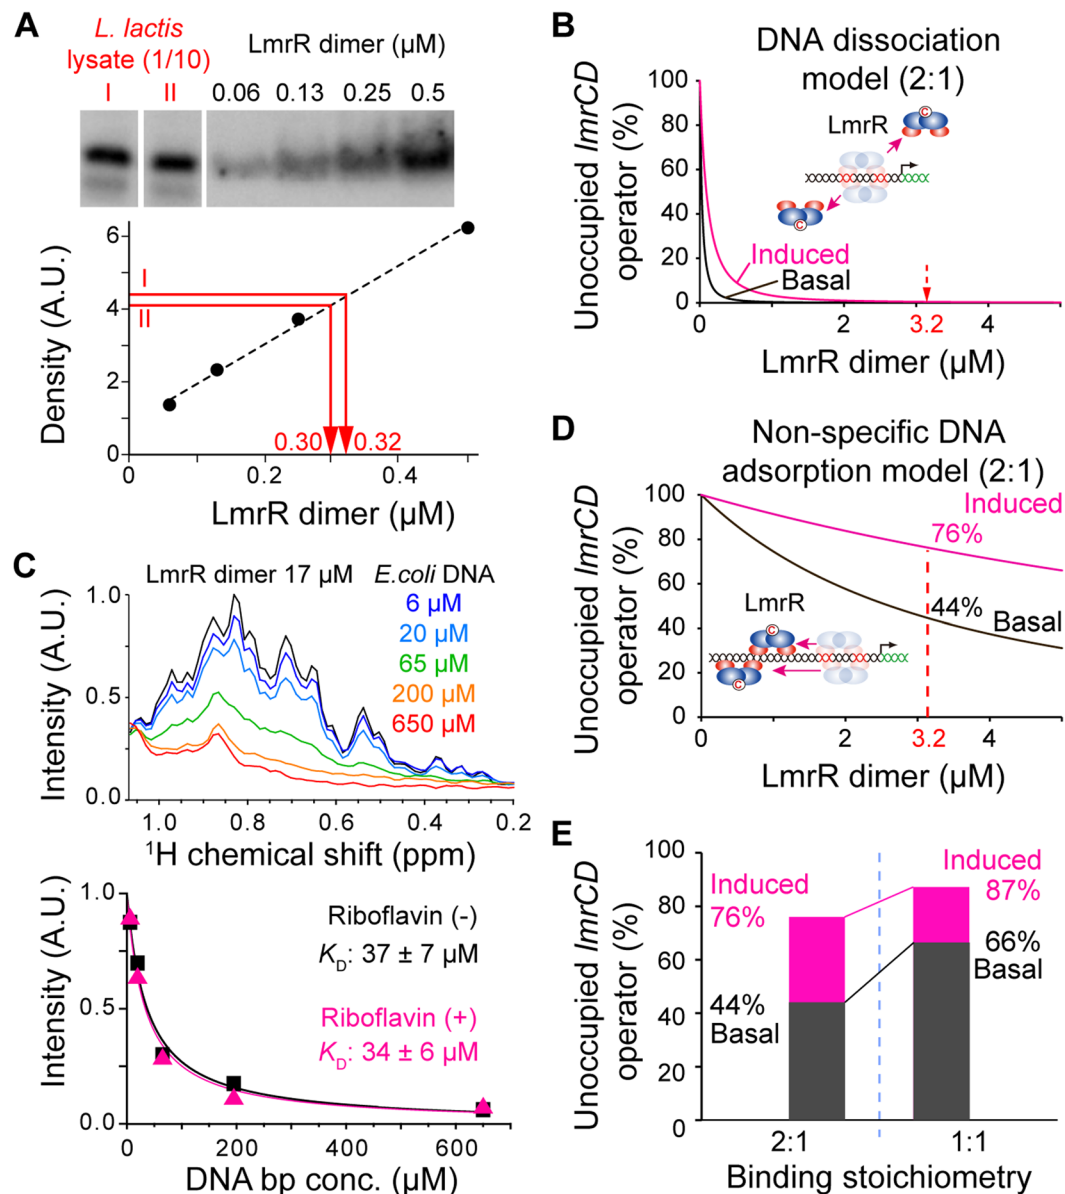 A
L. lactis
lysate (1/10)
I II
LmrR dimer (µM)
0.06 0.13 0.25 0.5
Density (A.U.)
6
4
2
0
I
II
0.30 0.32
0 0.2 0.4
LmrR dimer (µM)
B
DNA dissociation
model (2:1)
Unoccupied lmrCD
operator (%)
100
80
60
40
20
0
LmrR
C
C
Induced
Basal
0 2 3.2 4
LmrR dimer (µM)
C
LmrR dimer 17 µM E.coli DNA
6 µM
20 µM
65 µM
200 µM
650 µM
Intensity (A.U.)
1.0
0.5
0.0
1.0 0.8 0.6 0.4 0.2
1H chemical shift (ppm)
Intensity (A.U.)
1.0
0.5
0.0
Riboflavin (-)
KD: 37 ± 7 µM
Riboflavin (+)
KD: 34 ± 6 µM
0 200 400 600
DNA bp conc. (µM)
D
Non-specific DNA
adsorption model (2:1)
Unoccupied lmrCD
operator (%)
100
80
60
40
20
0
Induced
76%
44% Basal
LmrR
C
C
0 2 3.2 4
LmrR dimer (µM)
E
Unoccupied lmrCD
operator (%)
100
80
60
40
20
0
Induced
76%
44%
Basal
Induced
87%
66%
Basal
2:1 1:1
Binding stoichiometry